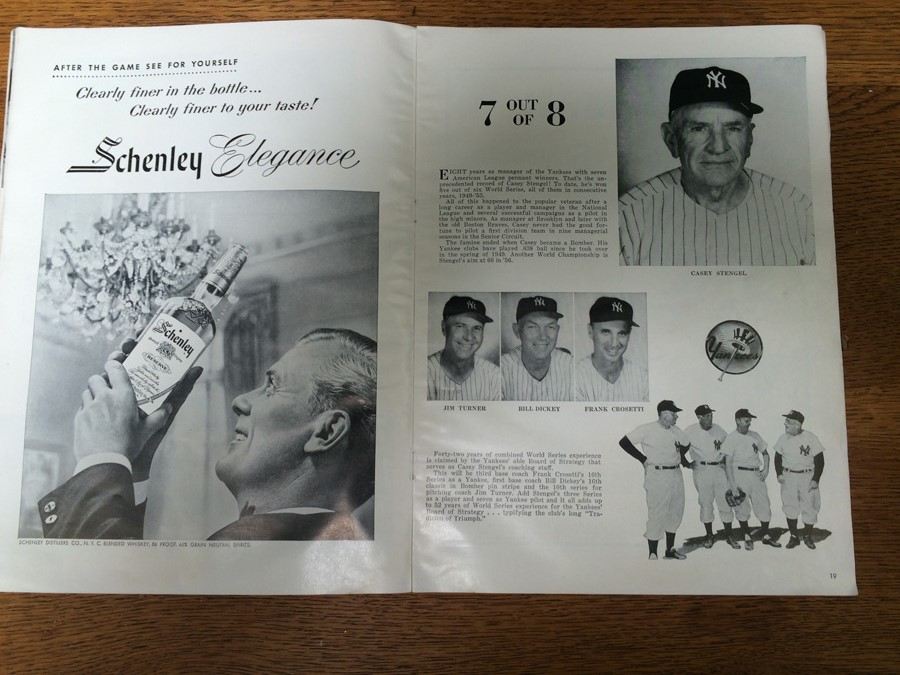 AFTER THE GAME SEE FOR YOURSELF
Clearly finer in the bottle...
Clearly finer to your taste!
Schenley Elegance
Schenley
RESERVE
SCHENLEY DISTILLERS CO., N. Y. C. BLENDED WHISKEY, 86 PROOF. 65% GRAIN NEUTRAL SPIRITS.
7 OUT OF 8
EIGHT years as manager of the Yankees with seven
American League pennant winners. That's the un-
precedented record of Casey Stengel! To date, he's won
five out of six World Series, all of them in consecutive
years, 1949-'53.
All of this happened to the popular veteran after a
long career as a player and manager in the National
League and several successful campaigns as a pilot in
the high minors. As manager at Brooklyn and later with
the old Boston Braves, Casey never had the good for-
tune to pilot a first division team in nine managerial
seasons in the Senior Circuit.
The famine ended when Casey became a Bomber. His
Yankee clubs have played .638 ball since he took over
in the spring of 1949. Another World Championship is
Stengel's aim at 66 in '56.
NY
CASEY STENGEL
NY
NY
NY
JIM TURNER
BILL DICKEY
FRANK CROSETTI
NEW
Yankees
Forty-two years of combined World Series experience
is claimed by the Yankees' able Board of Strategy that
serves as Casey Stengel's coaching staff.
This will be third base coach Frank Crosetti's 16th
Series as a Yankee, first base coach Bill Dickey's 16th
classic in Bomber pin stripe and the 10th series for
pitching coach Jim Turner. Add Stengel's three Series
as a player and seven as Yankee pilot and it all adds up
to 52 years of World Series experience for the Yankees'
Board of Strategy . . . typifying the club's long "Tra-
dition of Triumph."
19